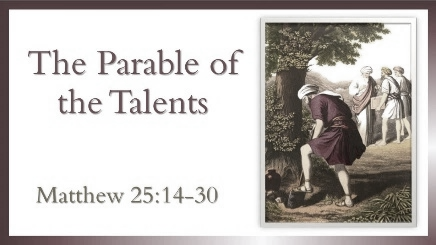 The Parable of
the Talents
Matthew 25:14-30